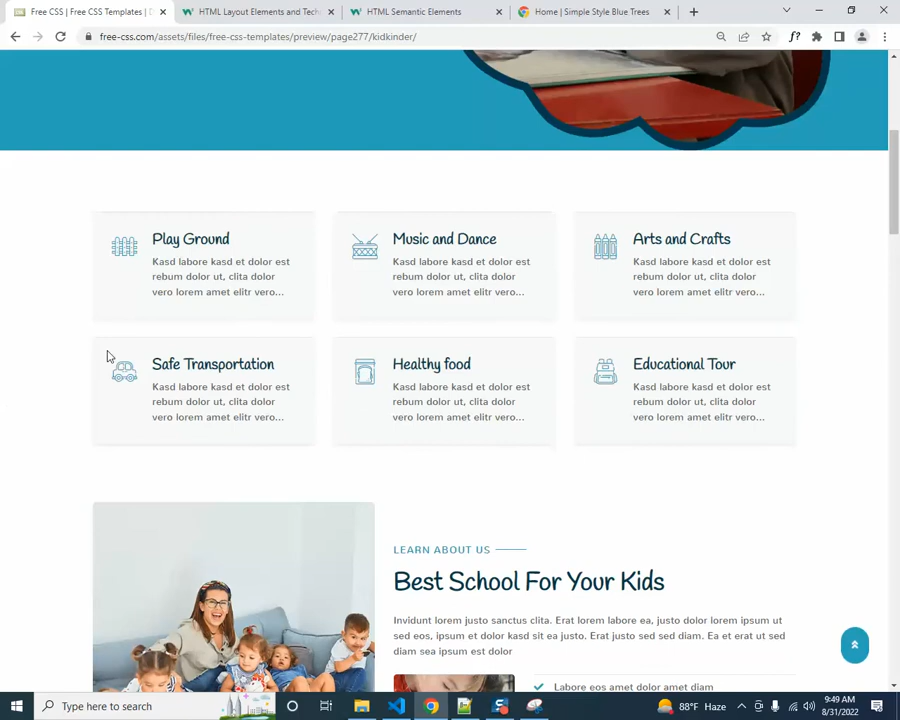 Free CSS | Free CSS Templates | D
HTML Layout Elements and Techn
HTML Semantic Elements
Home | Simple Style Blue Trees
free-css.com/assets/files/free-css-templates/preview/page277/kidkinder/
f?
Play Ground
Kasd labore kasd et dolor est
rebum dolor ut, clita dolor
vero lorem amet elitr vero...
Music and Dance
Kasd labore kasd et dolor est
rebum dolor ut, clita dolor
vero lorem amet elitr vero...
Arts and Crafts
Kasd labore kasd et dolor est
rebum dolor ut, clita dolor
vero lorem amet elitr vero...
Safe Transportation
Kasd labore kasd et dolor est
rebum dolor ut, clita dolor
vero lorem amet elitr vero...
Healthy food
Kasd labore kasd et dolor est
rebum dolor ut, clita dolor
vero lorem amet elitr vero...
Educational Tour
Kasd labore kasd et dolor est
rebum dolor ut, clita dolor
vero lorem amet elitr vero...
LEARN ABOUT US
Best School For Your Kids
Invidunt lorem justo sanctus clita. Erat lorem labore ea, justo dolor lorem ipsum ut
sed eos, ipsum et dolor kasd sit ea justo. Erat justo sed sed diam. Ea et erat ut sed
diam sea ipsum est dolor
Labore eos amet dolor amet diam
Type here to search
88°F Haze
9:49 AM
8/31/2022